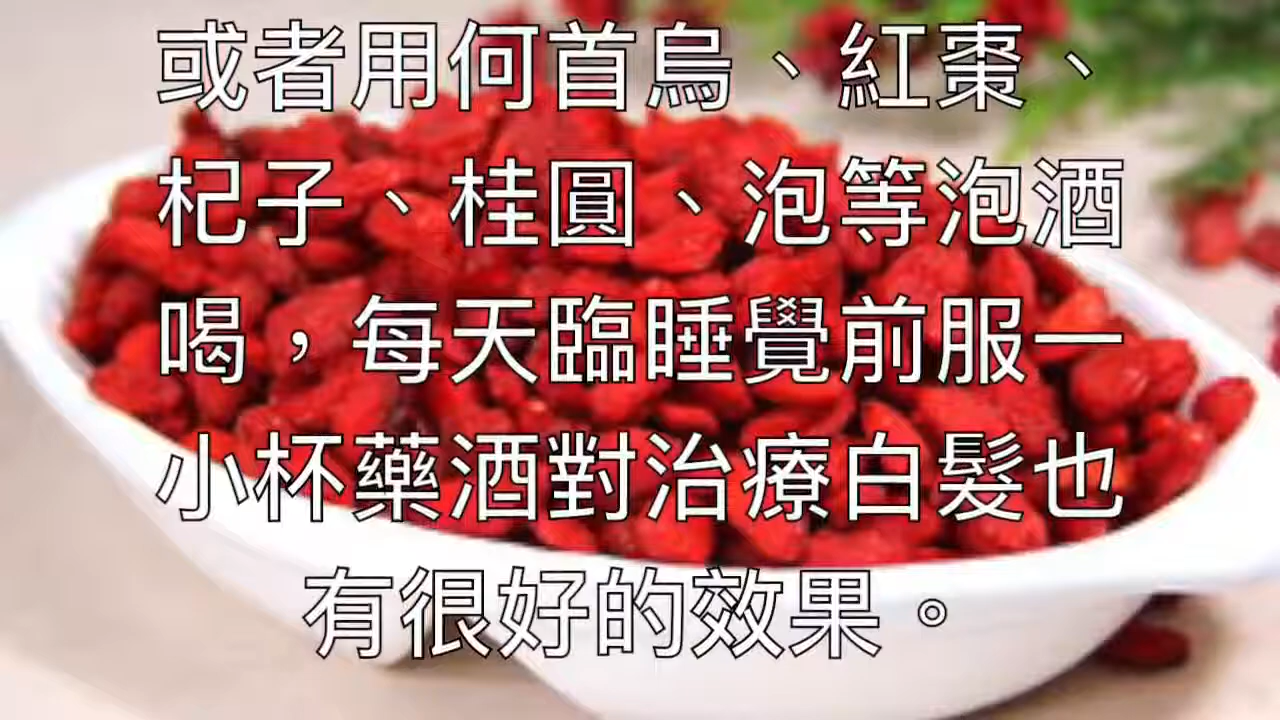 或者用何首烏、紅棗、
杞子、桂圓、泡等泡酒
喝，每天臨睡覺前服一
小杯藥酒對治療白髮也
有很好的效果。